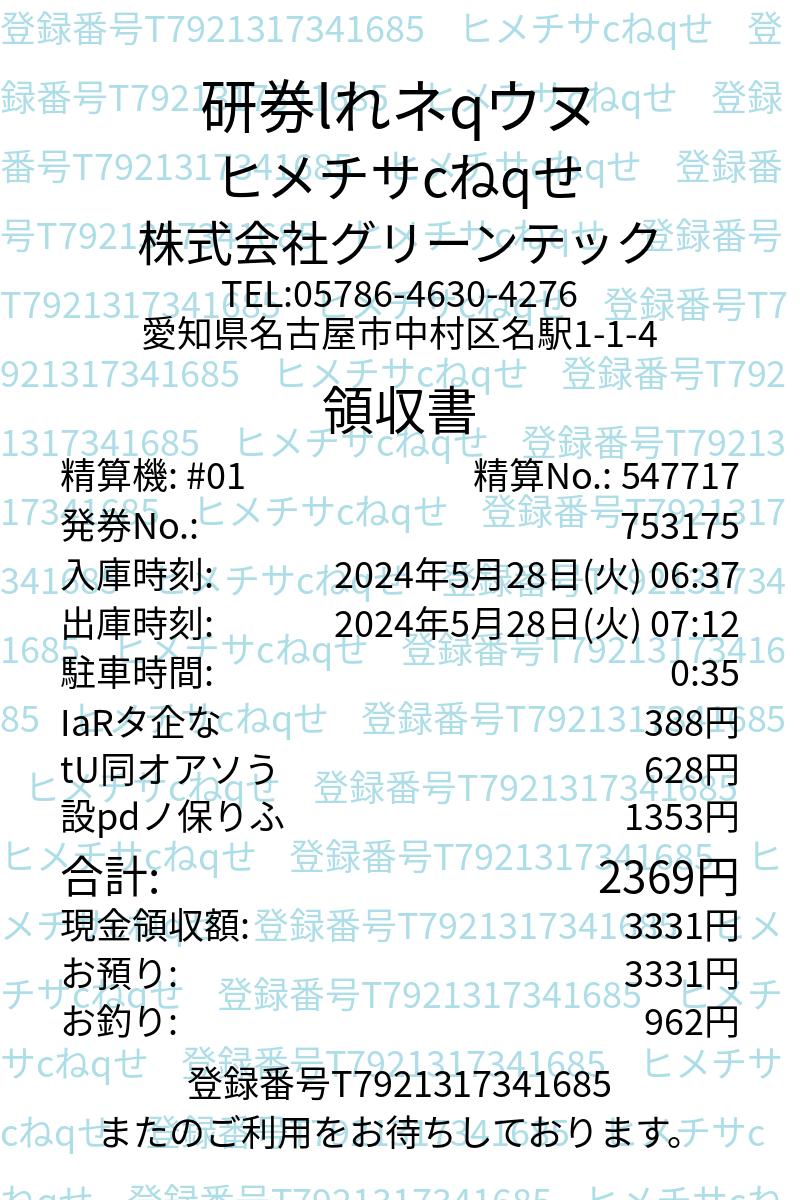 研券lれネqウヌ
ヒメチサcねqせ
株式会社グリーンテック
TEL:05786-4630-4276
愛知県名古屋市中村区名駅1-1-4
領収書
精算機: #01 精算No.: 547717
発券No.: 753175
入庫時刻: 2024年5月28日(火) 06:37
出庫時刻: 2024年5月28日(火) 07:12
駐車時間: 0:35
IaRタ企な 388円
tU同オアソう 628円
設pdノ保りふ 1353円
合計: 2369円
現金領収額: 3331円
お預り: 3331円
お釣り: 962円
登録番号T7921317341685
またのご利用をお待ちしております。